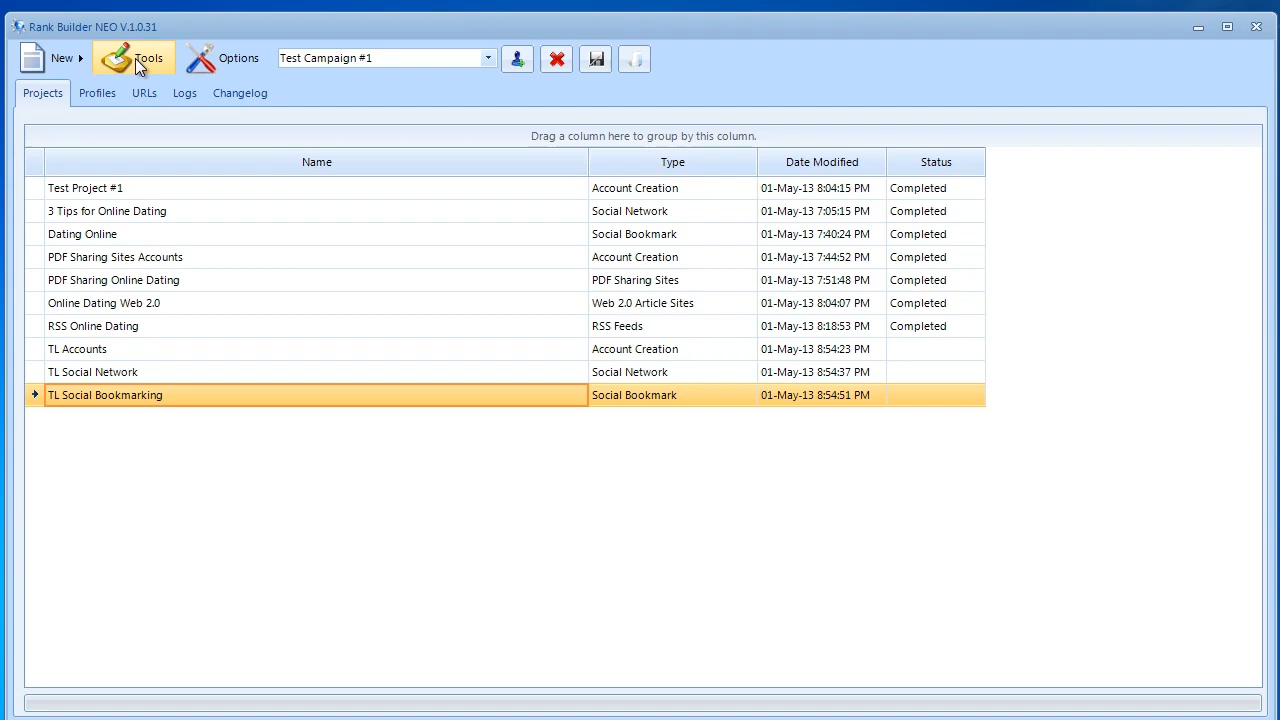 Rank Builder NEO V.1.0.31
New Tools Options Test Campaign #1
Projects Profiles URLs Logs Changelog
Drag a column here to group by this column.
Name Type Date Modified Status
Test Project #1 Account Creation 01-May-13 8:04:15 PM Completed
3 Tips for Online Dating Social Network 01-May-13 7:05:15 PM Completed
Dating Online Social Bookmark 01-May-13 7:40:24 PM Completed
PDF Sharing Sites Accounts Account Creation 01-May-13 7:44:52 PM Completed
PDF Sharing Online Dating PDF Sharing Sites 01-May-13 7:51:48 PM Completed
Online Dating Web 2.0 Web 2.0 Article Sites 01-May-13 8:04:07 PM Completed
RSS Online Dating RSS Feeds 01-May-13 8:18:53 PM Completed
TL Accounts Account Creation 01-May-13 8:54:23 PM
TL Social Network Social Network 01-May-13 8:54:37 PM
TL Social Bookmarking Social Bookmark 01-May-13 8:54:51 PM